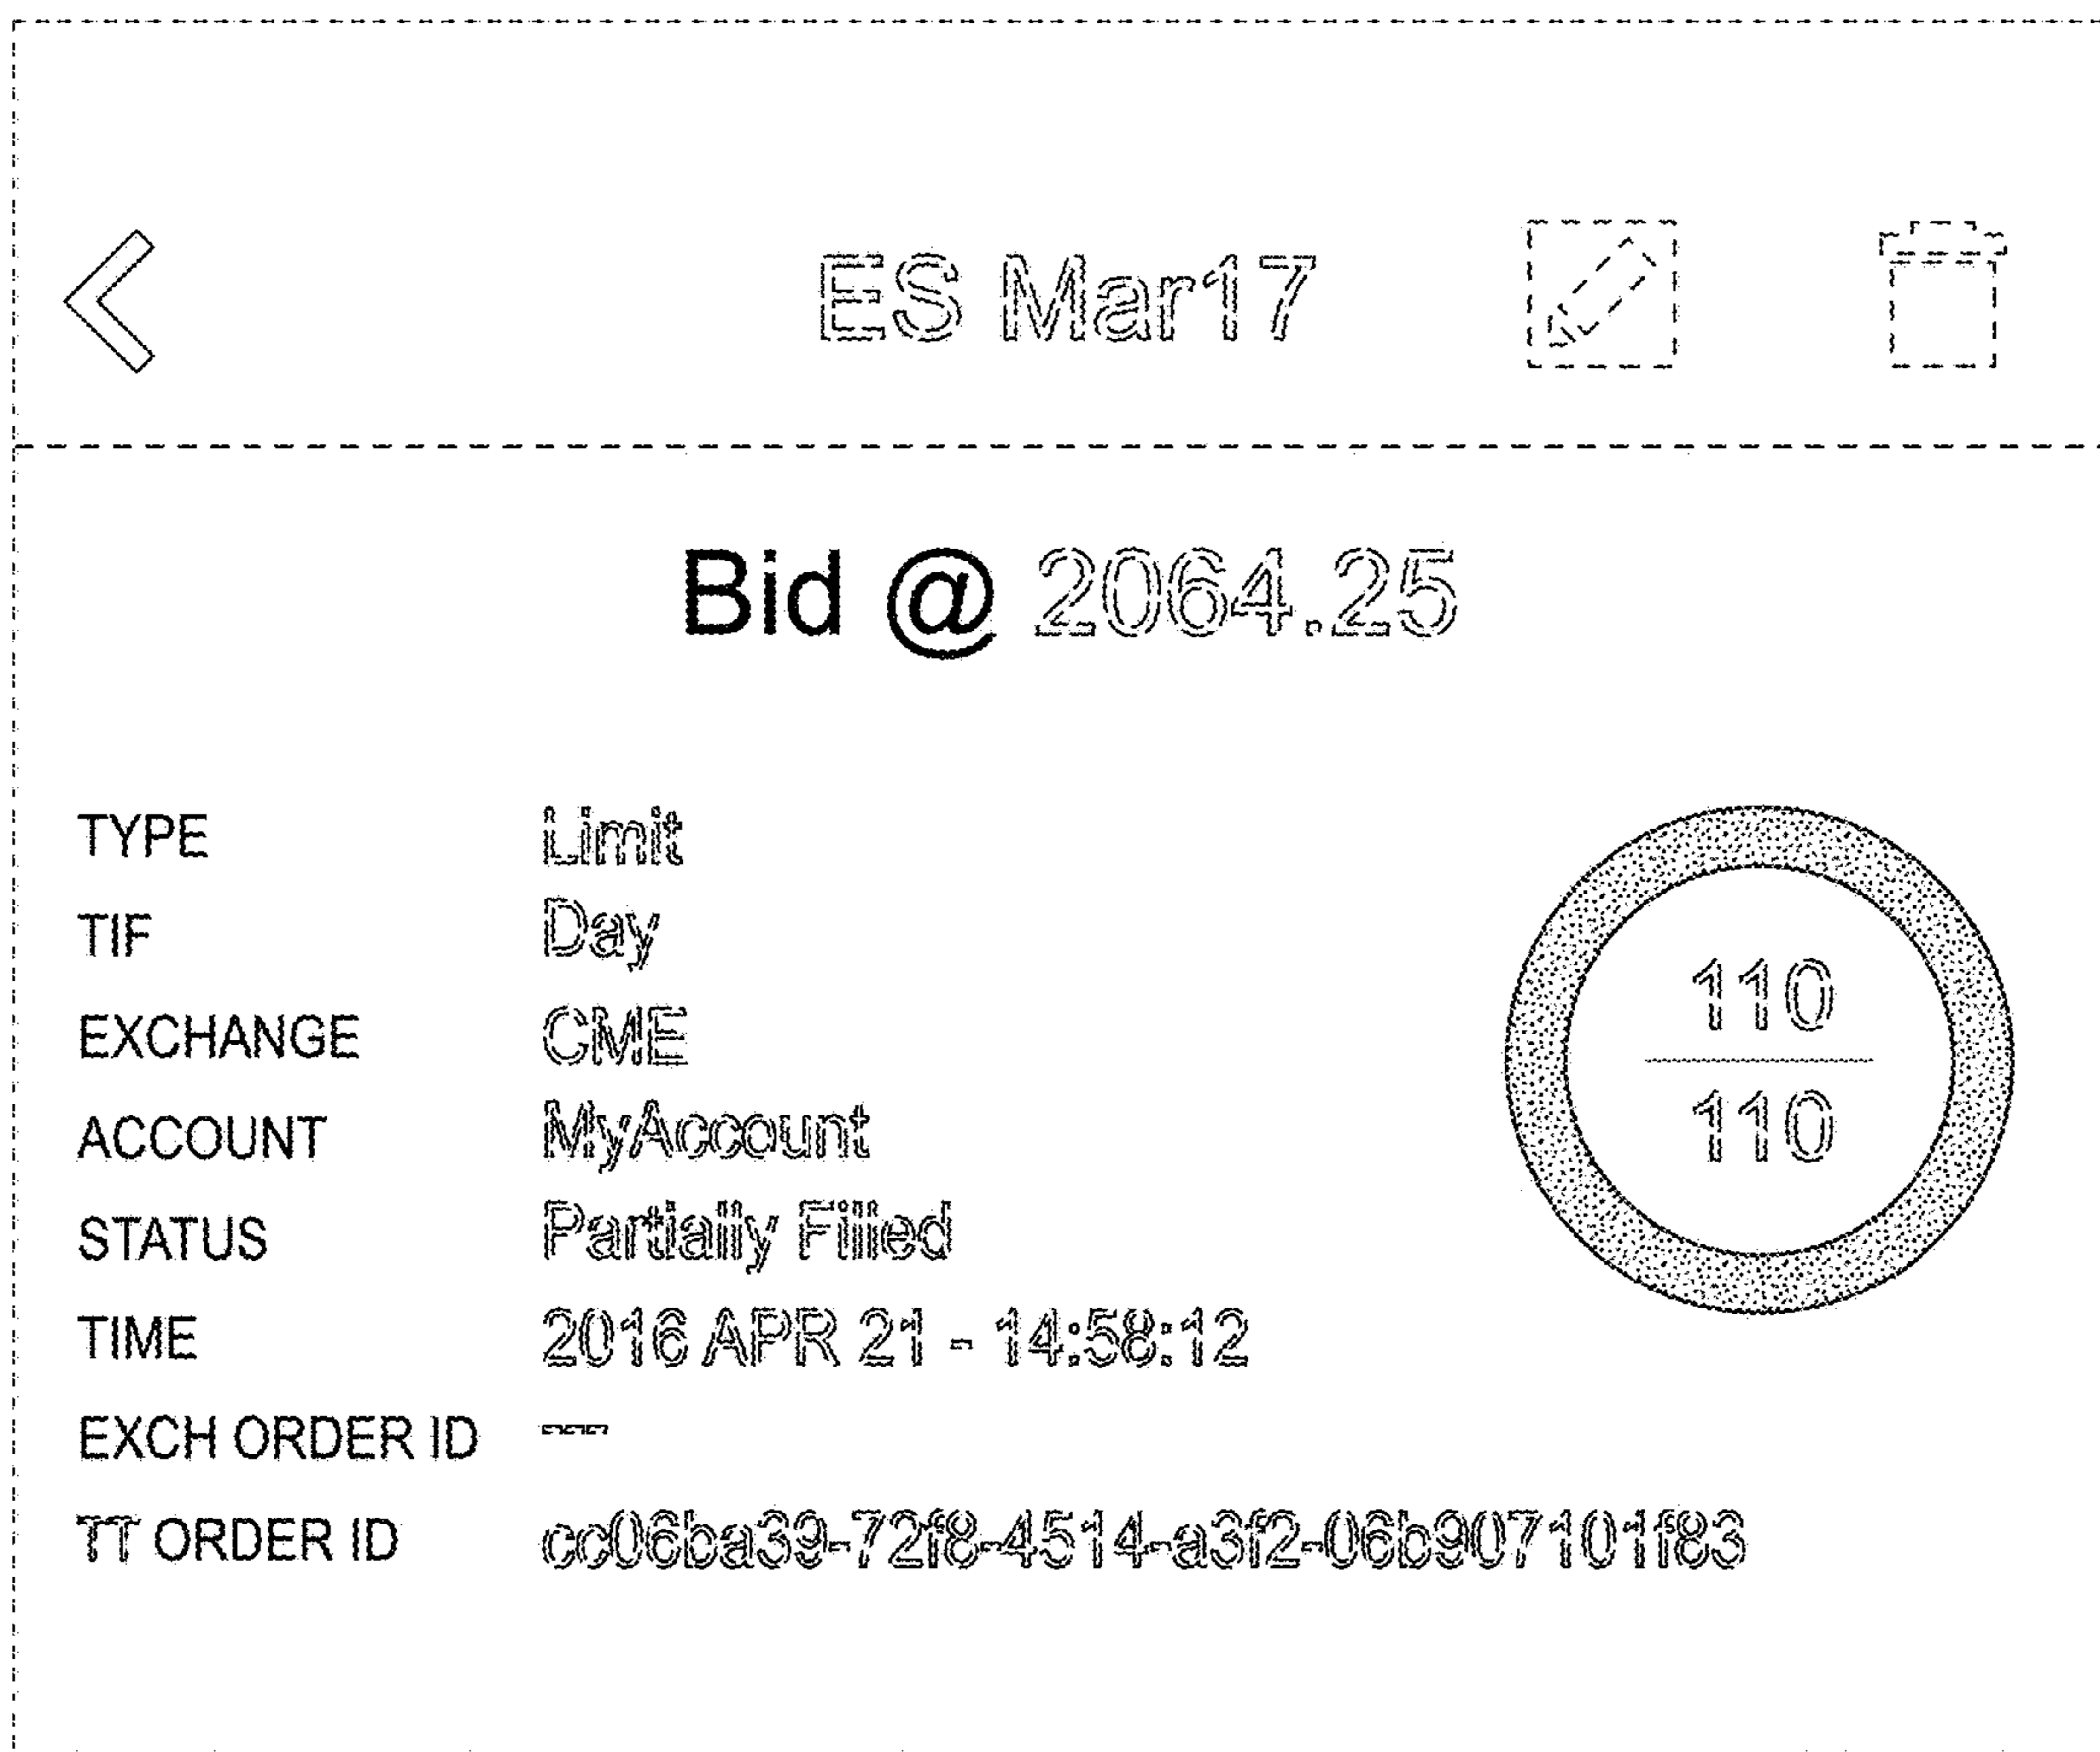 ES Mar17
Bid @ 2064.25
TYPE Limit
TIF Day
EXCHANGE CME
ACCOUNT MyAccount
STATUS Partially Filled
TIME 2016 APR 21 - 14:58:12
EXCH ORDER ID ---
TT ORDER ID cc06ba39-72f8-4514-a3f2-06b907101f83
110
110